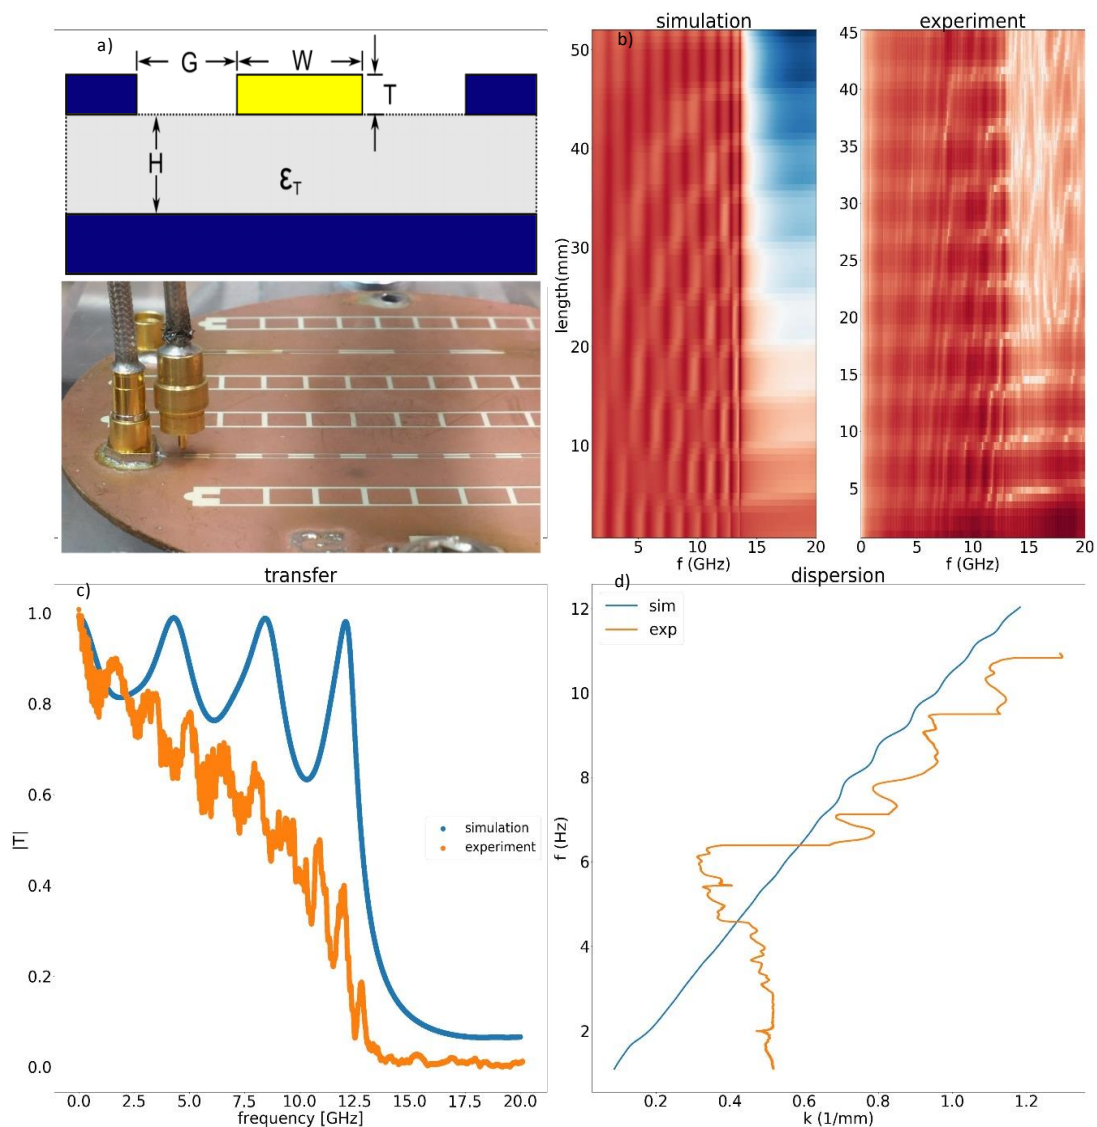 a)
G
W
T
H
ε_T
simulation
b)
experiment
50
40
30
20
10
length(mm)
5
10
15
20
f (GHz)
45
40
35
30
25
20
15
10
5
0
5
10
15
20
f (GHz)
transfer
c)
1.0
0.8
0.6
0.4
0.2
0.0
|T|
simulation
experiment
0.0
2.5
5.0
7.5
10.0
12.5
15.0
17.5
20.0
frequency [GHz]
dispersion
d)
sim
exp
12
10
8
6
4
2
f (Hz)
0.2
0.4
0.6
0.8
1.0
1.2
k (1/mm)